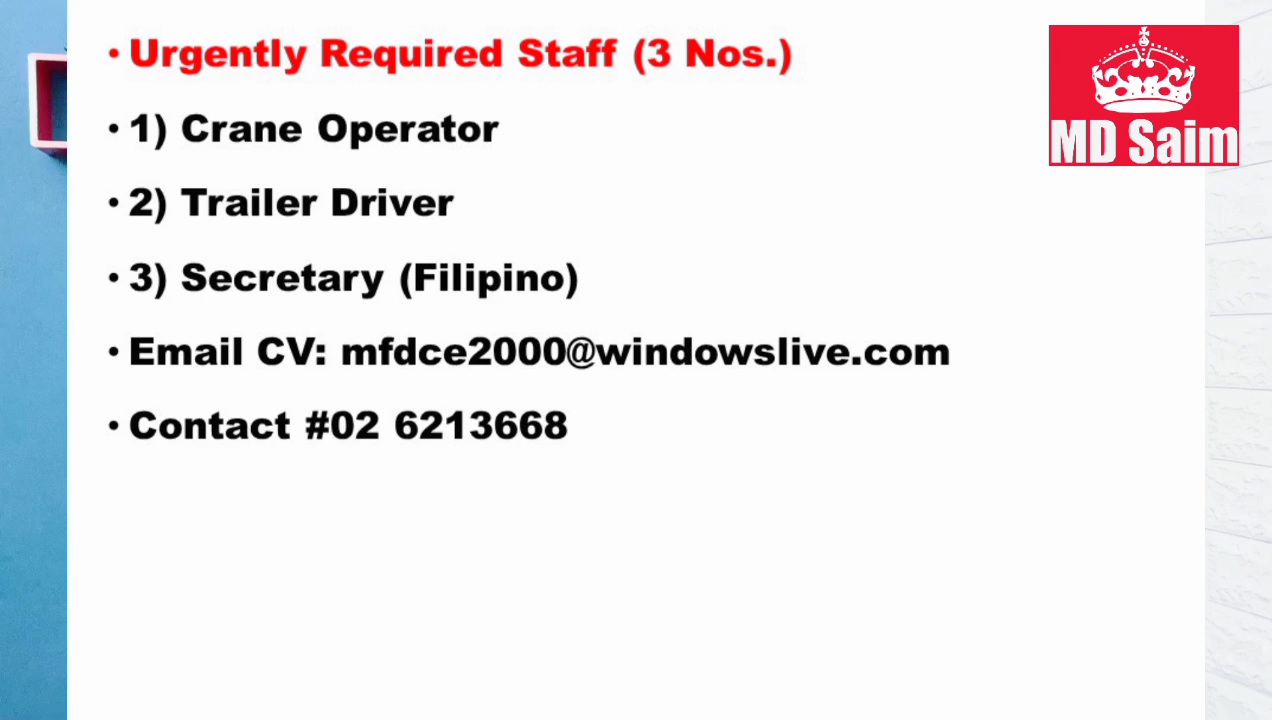 • Urgently Required Staff (3 Nos.)
• 1) Crane Operator
• 2) Trailer Driver
• 3) Secretary (Filipino)
• Email CV: mfdce2000@windowslive.com
• Contact #02 6213668
MD Saim